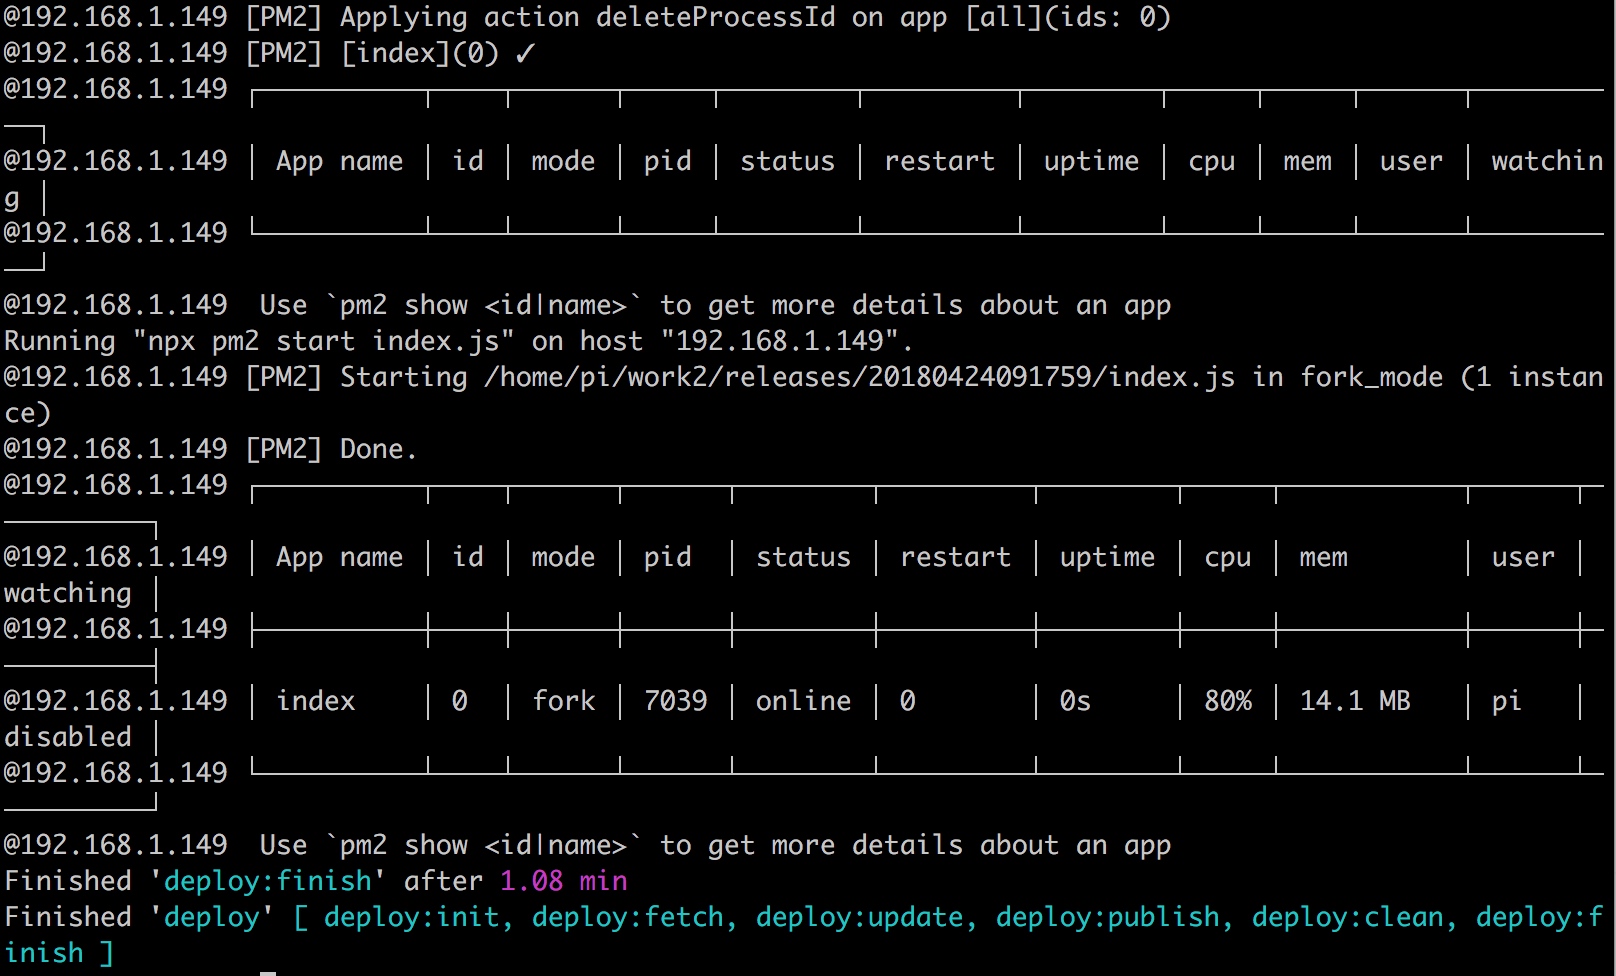 @192.168.1.149 [PM2] Applying action deleteProcessId on app [all](ids: 0)
@192.168.1.149 [PM2] [index](0) ✓
@192.168.1.149 ┌──────────┬────┬──────┬─────┬────────┬─────────┬────────┬─────┬─────┬──────┬────────
──┐
@192.168.1.149 │ App name │ id │ mode │ pid │ status │ restart │ uptime │ cpu │ mem │ user │ watchin
g │
@192.168.1.149 └──────────┴────┴──────┴─────┴────────┴─────────┴────────┴─────┴─────┴──────┴────────
──┘
@192.168.1.149  Use `pm2 show <id|name>` to get more details about an app
Running "npx pm2 start index.js" on host "192.168.1.149".
@192.168.1.149 [PM2] Starting /home/pi/work2/releases/20180424091759/index.js in fork_mode (1 instan
ce)
@192.168.1.149 [PM2] Done.
@192.168.1.149 ┌──────────┬────┬──────┬──────┬────────┬─────────┬────────┬─────┬───────────┬──────┬─
─────────┐
@192.168.1.149 │ App name │ id │ mode │ pid  │ status │ restart │ uptime │ cpu │ mem       │ user │
watching │
@192.168.1.149 ├──────────┼────┼──────┼──────┼────────┼─────────┼────────┼─────┼───────────┼──────┼─
─────────┤
@192.168.1.149 │ index    │ 0  │ fork │ 7039 │ online │ 0       │ 0s     │ 80% │ 14.1 MB   │ pi   │
disabled │
@192.168.1.149 └──────────┴────┴──────┴──────┴────────┴─────────┴────────┴─────┴───────────┴──────┴─
─────────┘
@192.168.1.149  Use `pm2 show <id|name>` to get more details about an app
Finished 'deploy:finish' after 1.08 min
Finished 'deploy' [ deploy:init, deploy:fetch, deploy:update, deploy:publish, deploy:clean, deploy:f
inish ]